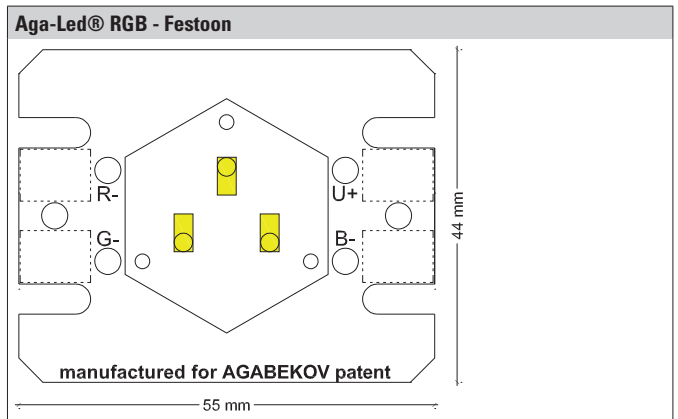 Aga-Led® RGB - Festoon
R-
U+
G-
B-
44 mm
manufactured for AGABEKOV patent
55 mm